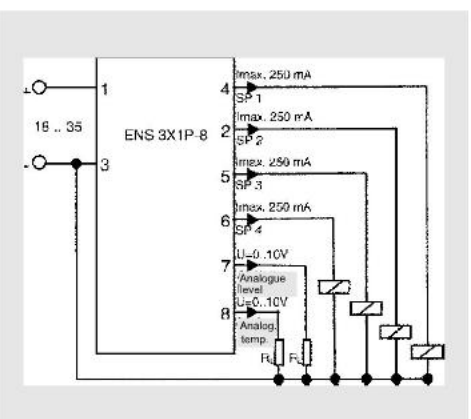 Imax. 250 mA
1
4
SP 1
Imax. 250 mA
18 .. 35
ENS 3X1P-8
2
SP 2
Imax. 250 mA
3
5
SP 3
Imax. 250 mA
6
SP 4
U=0..10V
7
Analogue
level
U=0..10V
8
Analog.
temp.
RL